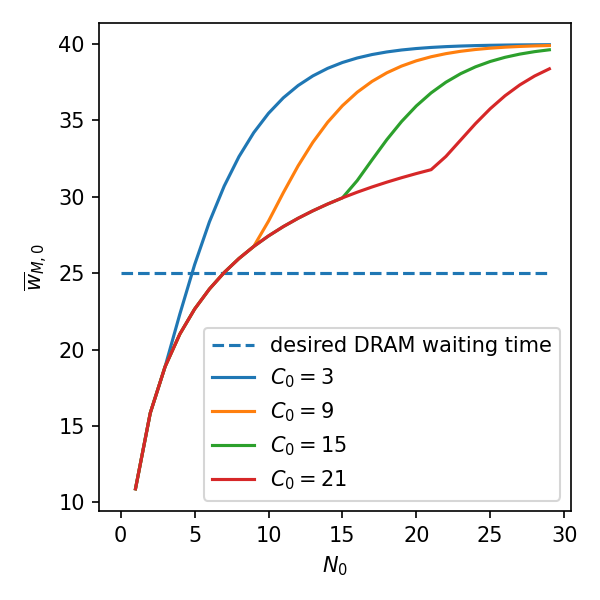 40
35
30
25
20
15
10
w̅_{M,0}
desired DRAM waiting time
C₀ = 3
C₀ = 9
C₀ = 15
C₀ = 21
0 5 10 15 20 25 30
N₀